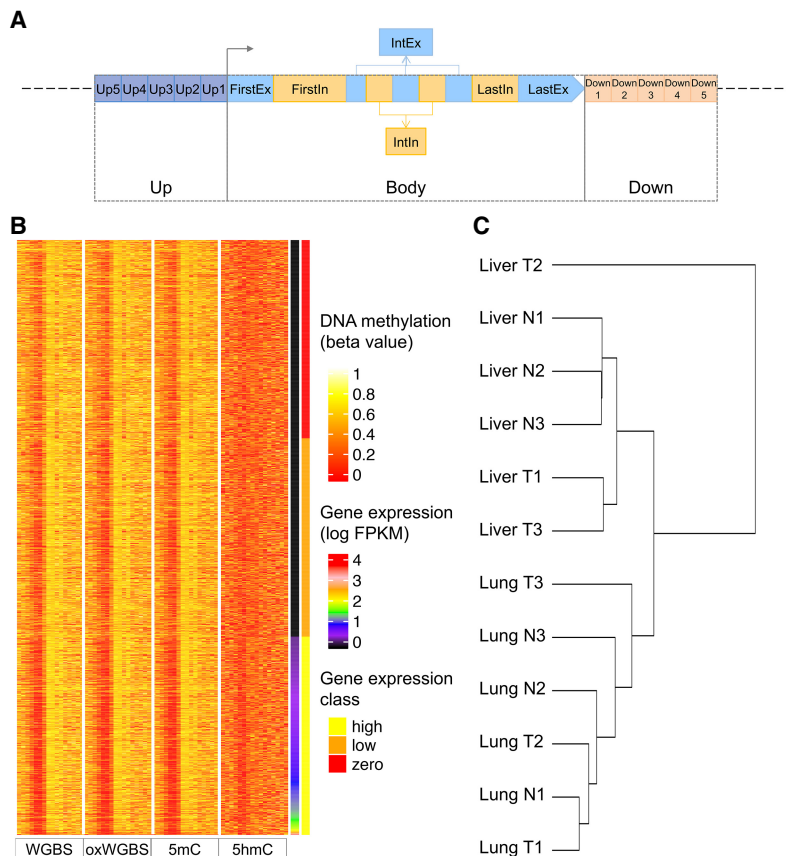 A
IntEx
Up5 Up4 Up3 Up2 Up1 FirstEx FirstIn LastIn LastEx Down 1 Down 2 Down 3 Down 4 Down 5
IntIn
Up Body Down
B
DNA methylation
(beta value)
1
0.8
0.6
0.4
0.2
0
Gene expression
(log FPKM)
4
3
2
1
0
Gene expression
class
high
low
zero
WGBS oxWGBS 5mC 5hmC
C
Liver T2
Liver N1
Liver N2
Liver N3
Liver T1
Liver T3
Lung T3
Lung N3
Lung N2
Lung T2
Lung N1
Lung T1